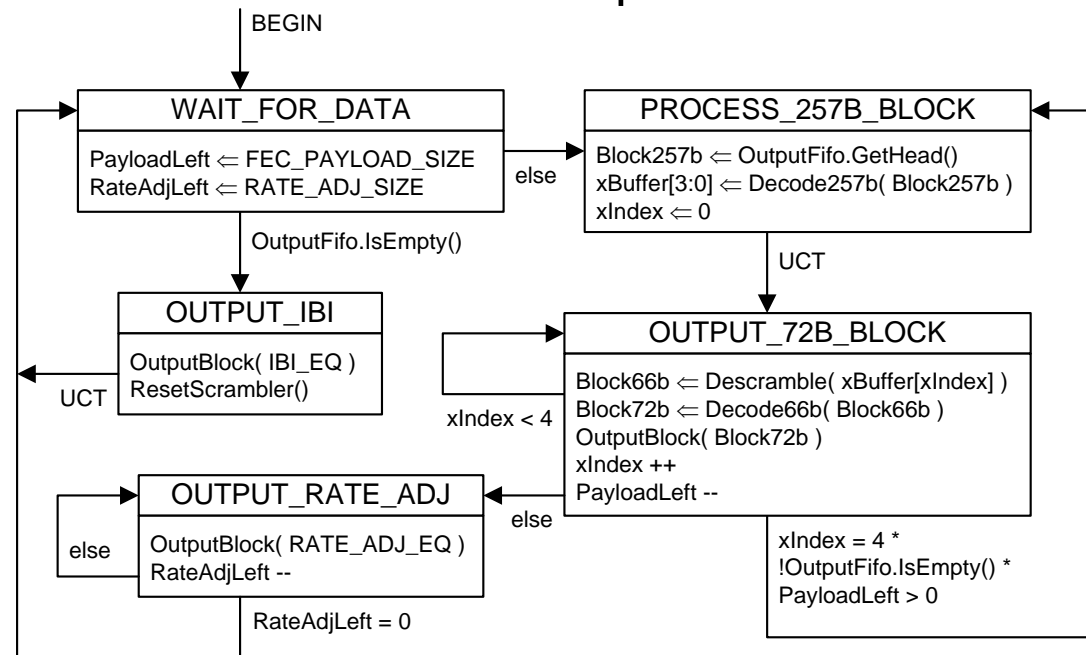 BEGIN
WAIT_FOR_DATA
PayloadLeft ⇐ FEC_PAYLOAD_SIZE
RateAdjLeft ⇐ RATE_ADJ_SIZE
else
PROCESS_257B_BLOCK
Block257b ⇐ OutputFifo.GetHead()
xBuffer[3:0] ⇐ Decode257b( Block257b )
xIndex ⇐ 0
OutputFifo.IsEmpty()
UCT
OUTPUT_IBI
OutputBlock( IBI_EQ )
ResetScrambler()
UCT
OUTPUT_72B_BLOCK
Block66b ⇐ Descramble( xBuffer[xIndex] )
Block72b ⇐ Decode66b( Block66b )
OutputBlock( Block72b )
xIndex ++
PayloadLeft --
xIndex < 4
else
OUTPUT_RATE_ADJ
OutputBlock( RATE_ADJ_EQ )
RateAdjLeft --
else
RateAdjLeft = 0
xIndex = 4 *
!OutputFifo.IsEmpty() *
PayloadLeft > 0